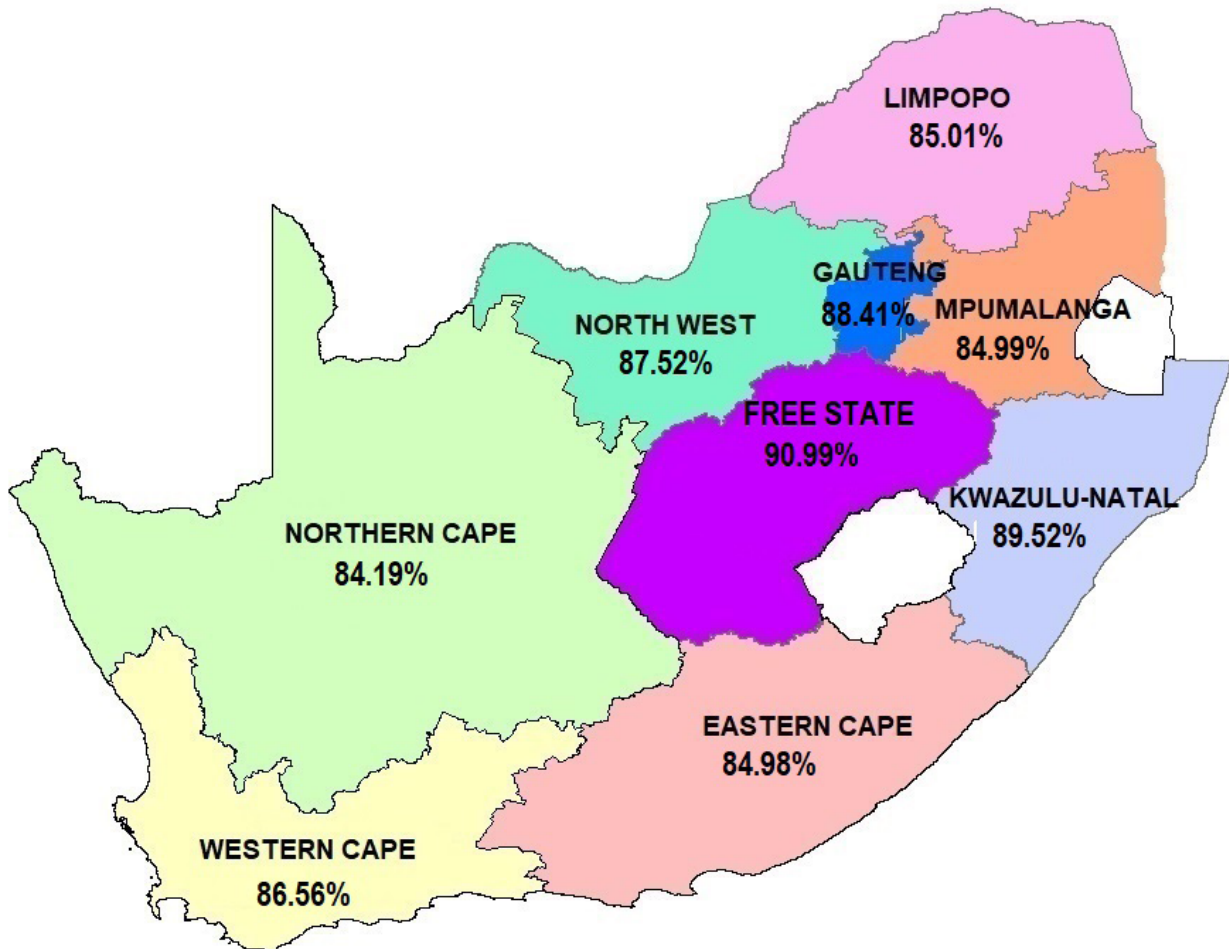 LIMPOPO
85.01%
GAUTENG
88.41%
MPUMALANGA
84.99%
NORTH WEST
87.52%
FREE STATE
90.99%
KWAZULU-NATAL
89.52%
NORTHERN CAPE
84.19%
EASTERN CAPE
84.98%
WESTERN CAPE
86.56%